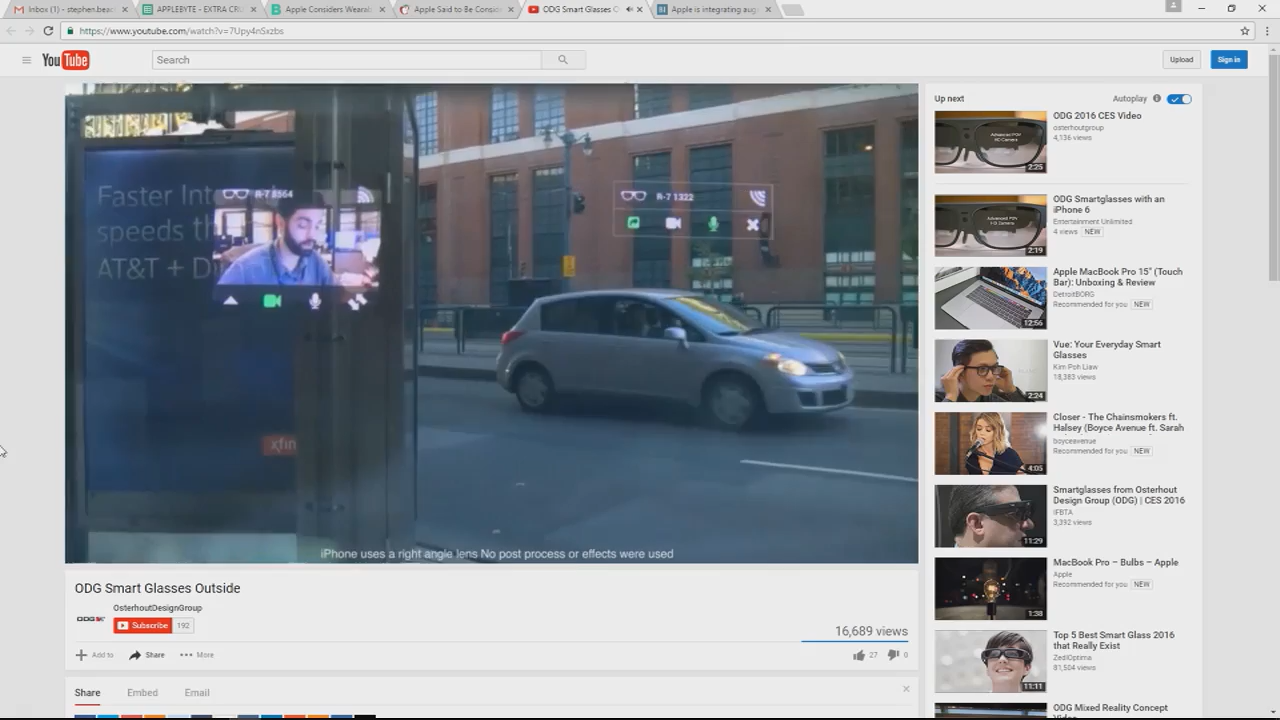 Inbox (1) - stephen.bea
APPLEBYTE - EXTRA CR
Apple Considers Wearab
Apple Said to Be Consid
ODG Smart Glasses O
Apple is integrating aug
https://www.youtube.com/watch?v=7Upy4nSxzbs
YouTube
Search
Upload
Sign in
Faster Int
speeds th
AT&T + D
R-7
R-7 1322
xfin
iPhone uses a right angle lens No post process or effects were used
ODG Smart Glasses Outside
ODG
OsterhoutDesignGroup
Subscribe 192
16,689 views
Add to
Share
More
27
0
Share
Embed
Email
Up next
Autoplay
Advanced POV
HD Camera
2:25
ODG 2016 CES Video
osterhoutgroup
4,136 views
2:19
ODG Smartglasses with an
iPhone 6
Entertainment Unlimited
4 views NEW
12:56
Apple MacBook Pro 15" (Touch
Bar): Unboxing & Review
DetroitBORG
Recommended for you NEW
2:24
Vue: Your Everyday Smart
Glasses
Kim Poh Liaw
18,383 views
4:05
Closer - The Chainsmokers ft.
Halsey (Boyce Avenue ft. Sarah
boyceavenue
Recommended for you NEW
11:29
Smartglasses from Osterhout
Design Group (ODG) | CES 2016
IFBTA
3,392 views
1:38
MacBook Pro – Bulbs – Apple
Apple
Recommended for you NEW
11:11
Top 5 Best Smart Glass 2016
that Really Exist
ZediOptima
81,504 views
ODG Mixed Reality Concept
Video